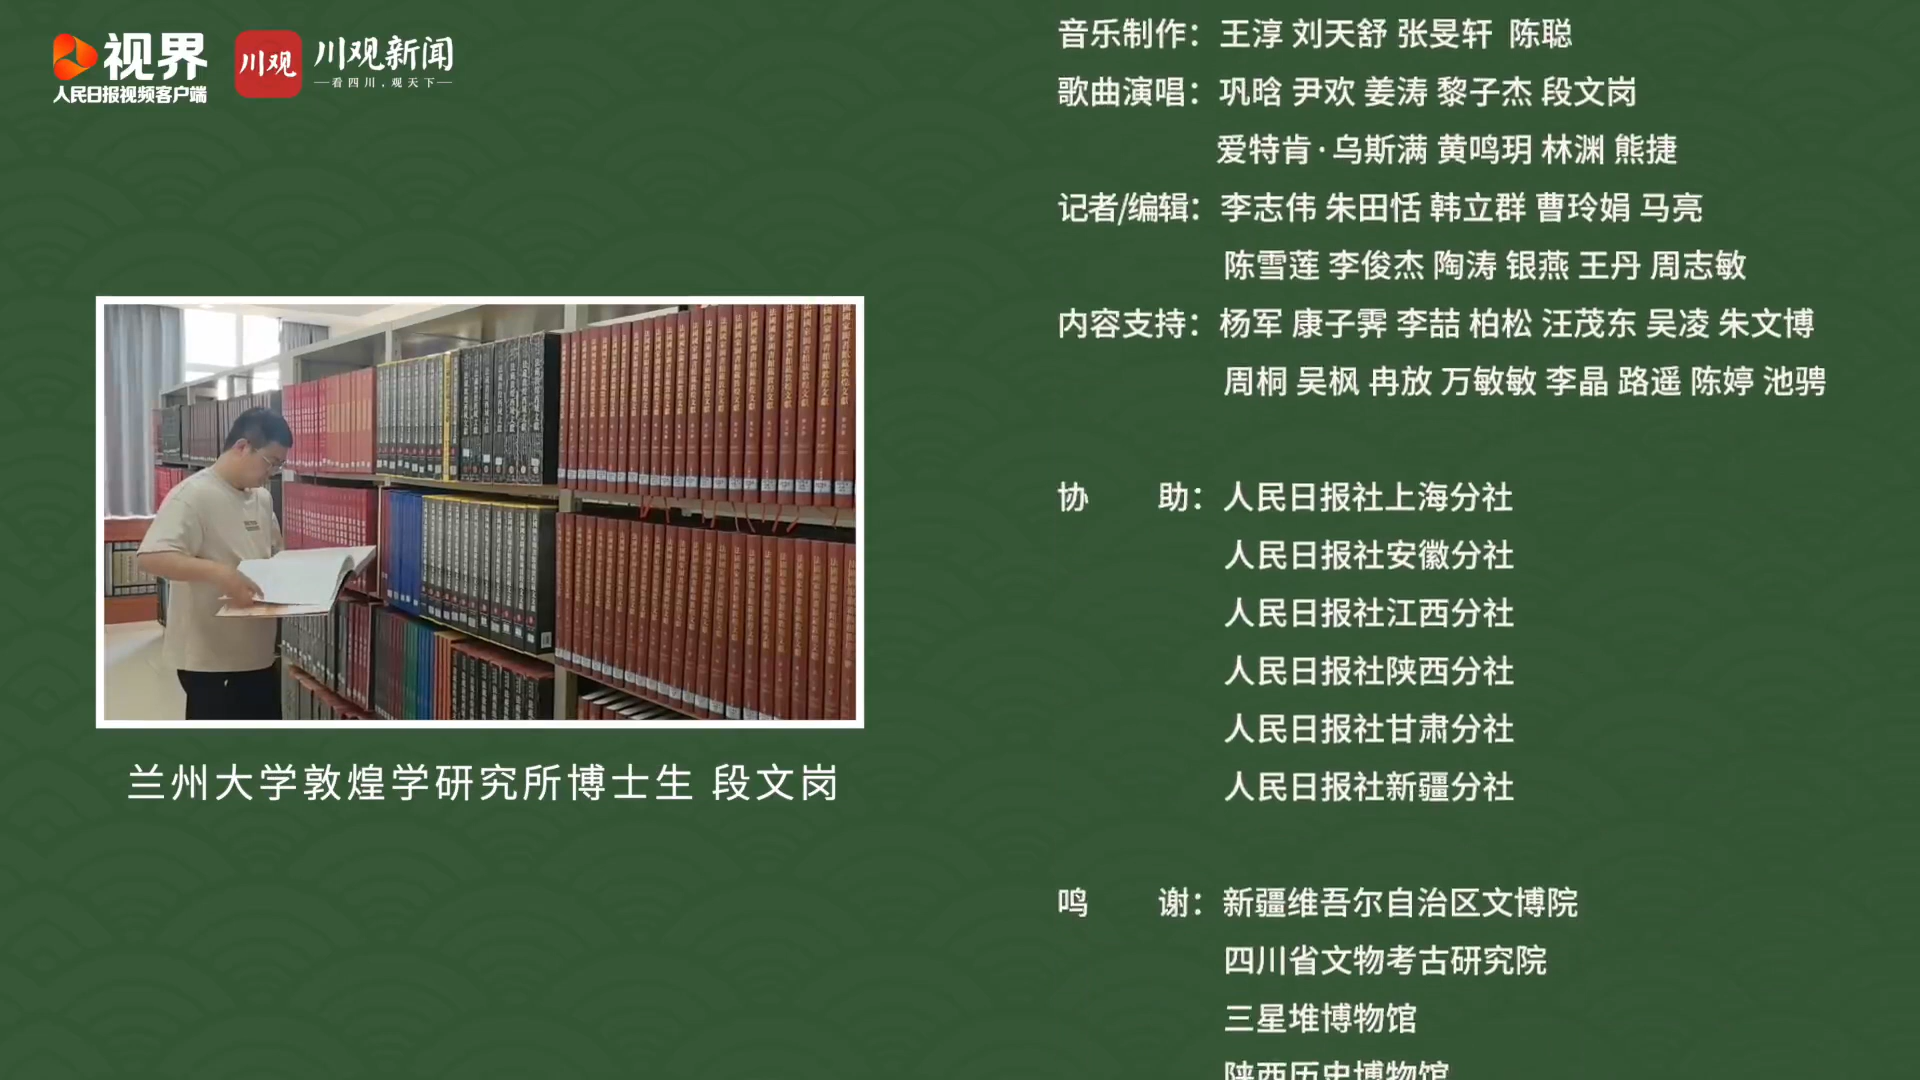 视界
人民日报视频客户端
川观
川观新闻
看四川，观天下
兰州大学敦煌学研究所博士生 段文岗
音乐制作：王淳 刘天舒 张旻轩 陈聪
歌曲演唱：巩晗 尹欢 姜涛 黎子杰 段文岗
爱特肯·乌斯满 黄鸣玥 林渊 熊捷
记者/编辑：李志伟 朱田恬 韩立群 曹玲娟 马亮
陈雪莲 李俊杰 陶涛 银燕 王丹 周志敏
内容支持：杨军 康子霁 李喆 柏松 汪茂东 吴凌 朱文博
周桐 吴枫 冉放 万敏敏 李晶 路遥 陈婷 池骋
协 助：人民日报社上海分社
人民日报社安徽分社
人民日报社江西分社
人民日报社陕西分社
人民日报社甘肃分社
人民日报社新疆分社
鸣 谢：新疆维吾尔自治区文博院
四川省文物考古研究院
三星堆博物馆
陕西历史博物馆